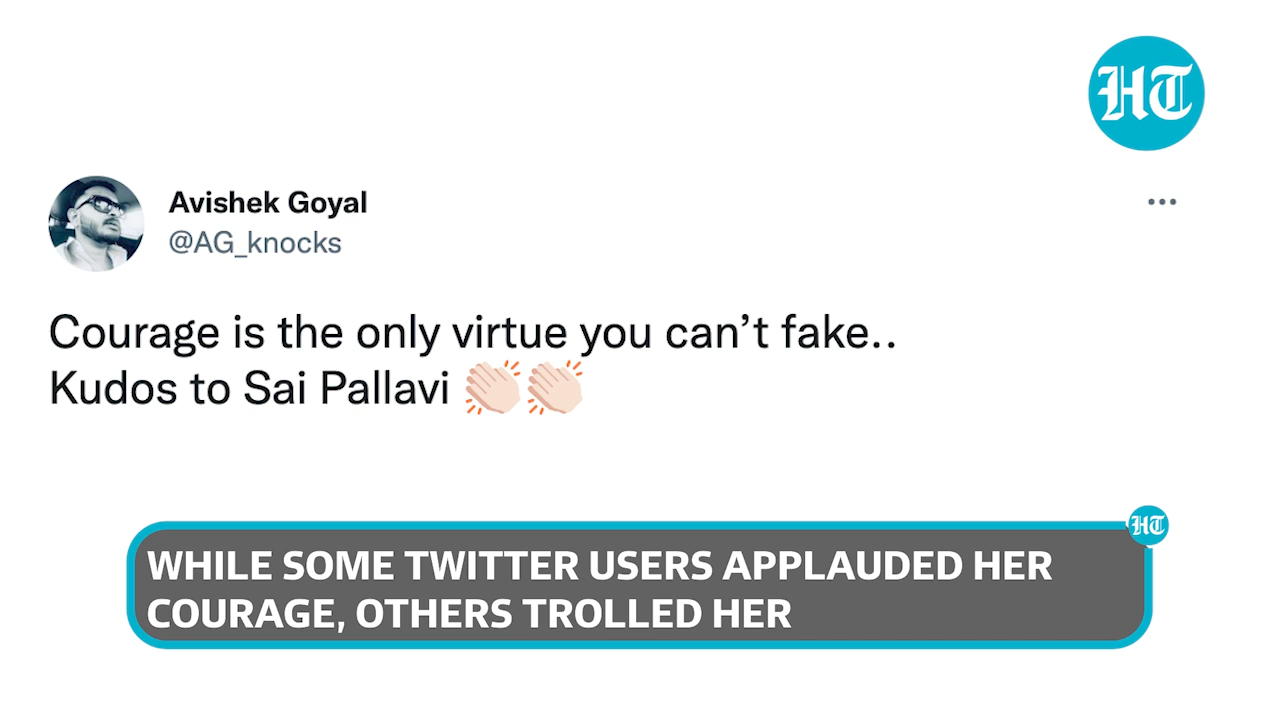 HT
Avishek Goyal
@AG_knocks
Courage is the only virtue you can’t fake..
Kudos to Sai Pallavi 👏🏻👏🏻
HT
WHILE SOME TWITTER USERS APPLAUDED HER
COURAGE, OTHERS TROLLED HER